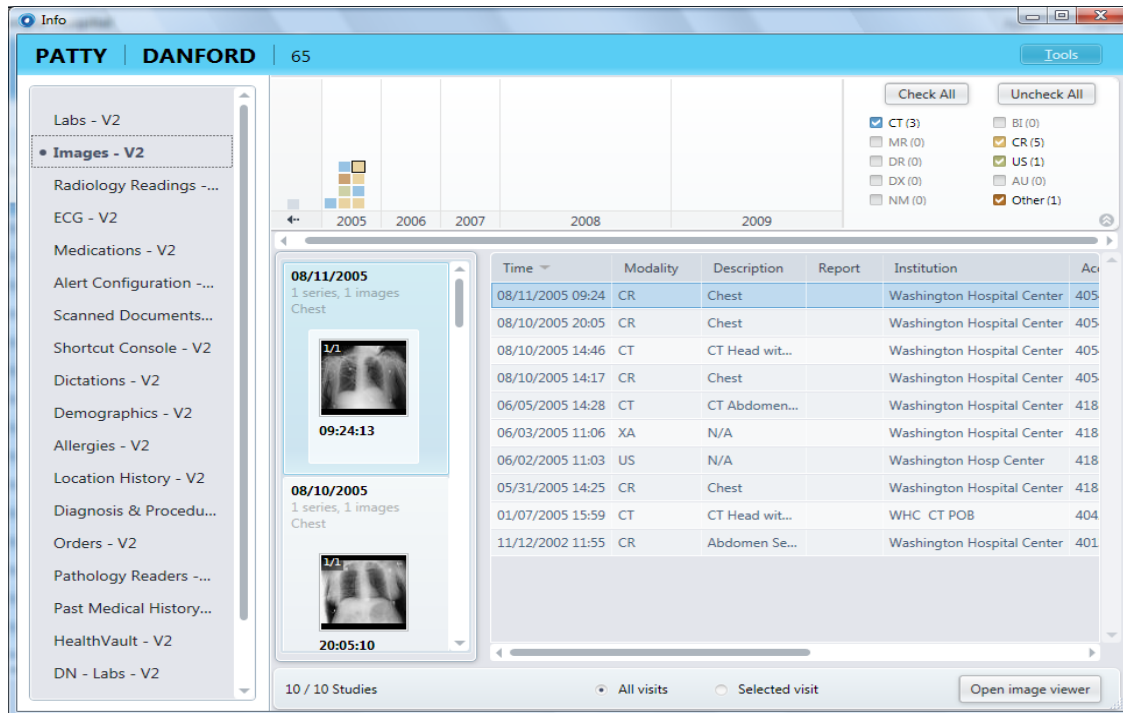 Info
PATTY DANFORD 65 Tools
Labs - V2
Images - V2
Radiology Readings -...
ECG - V2
Medications - V2
Alert Configuration -...
Scanned Documents...
Shortcut Console - V2
Dictations - V2
Demographics - V2
Allergies - V2
Location History - V2
Diagnosis & Procedu...
Orders - V2
Pathology Readers -...
Past Medical History...
HealthVault - V2
DN - Labs - V2
2005 2006 2007 2008 2009
Check All Uncheck All
CT (3) BI (0)
MR (0) CR (5)
DR (0) US (1)
DX (0) AU (0)
NM (0) Other (1)
08/11/2005
1 series, 1 images
Chest
1/1
09:24:13
08/10/2005
1 series, 1 images
Chest
1/1
20:05:10
Time Modality Description Report Institution Ac
08/11/2005 09:24 CR Chest Washington Hospital Center 405
08/10/2005 20:05 CR Chest Washington Hospital Center 405
08/10/2005 14:46 CT CT Head wit... Washington Hospital Center 405
08/10/2005 14:17 CR Chest Washington Hospital Center 405
06/05/2005 14:28 CT CT Abdomen... Washington Hospital Center 418
06/03/2005 11:06 XA N/A Washington Hospital Center 418
06/02/2005 11:03 US N/A Washington Hosp Center 418
05/31/2005 14:25 CR Chest Washington Hospital Center 418
01/07/2005 15:59 CT CT Head wit... WHC CT POB 404
11/12/2002 11:55 CR Abdomen Se... Washington Hospital Center 401
10 / 10 Studies All visits Selected visit Open image viewer